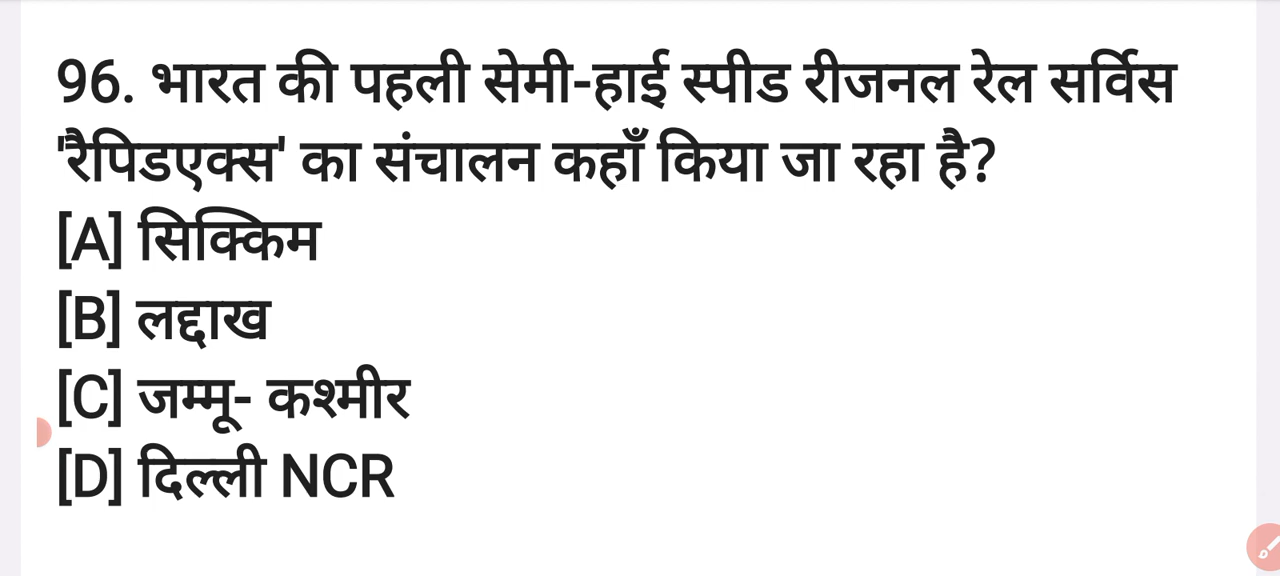 96. भारत की पहली सेमी-हाई स्पीड रीजनल रेल सर्विस
'रैपिडएक्स' का संचालन कहाँ किया जा रहा है?
[A] सिक्किम
[B] लद्दाख
[C] जम्मू- कश्मीर
[D] दिल्ली NCR